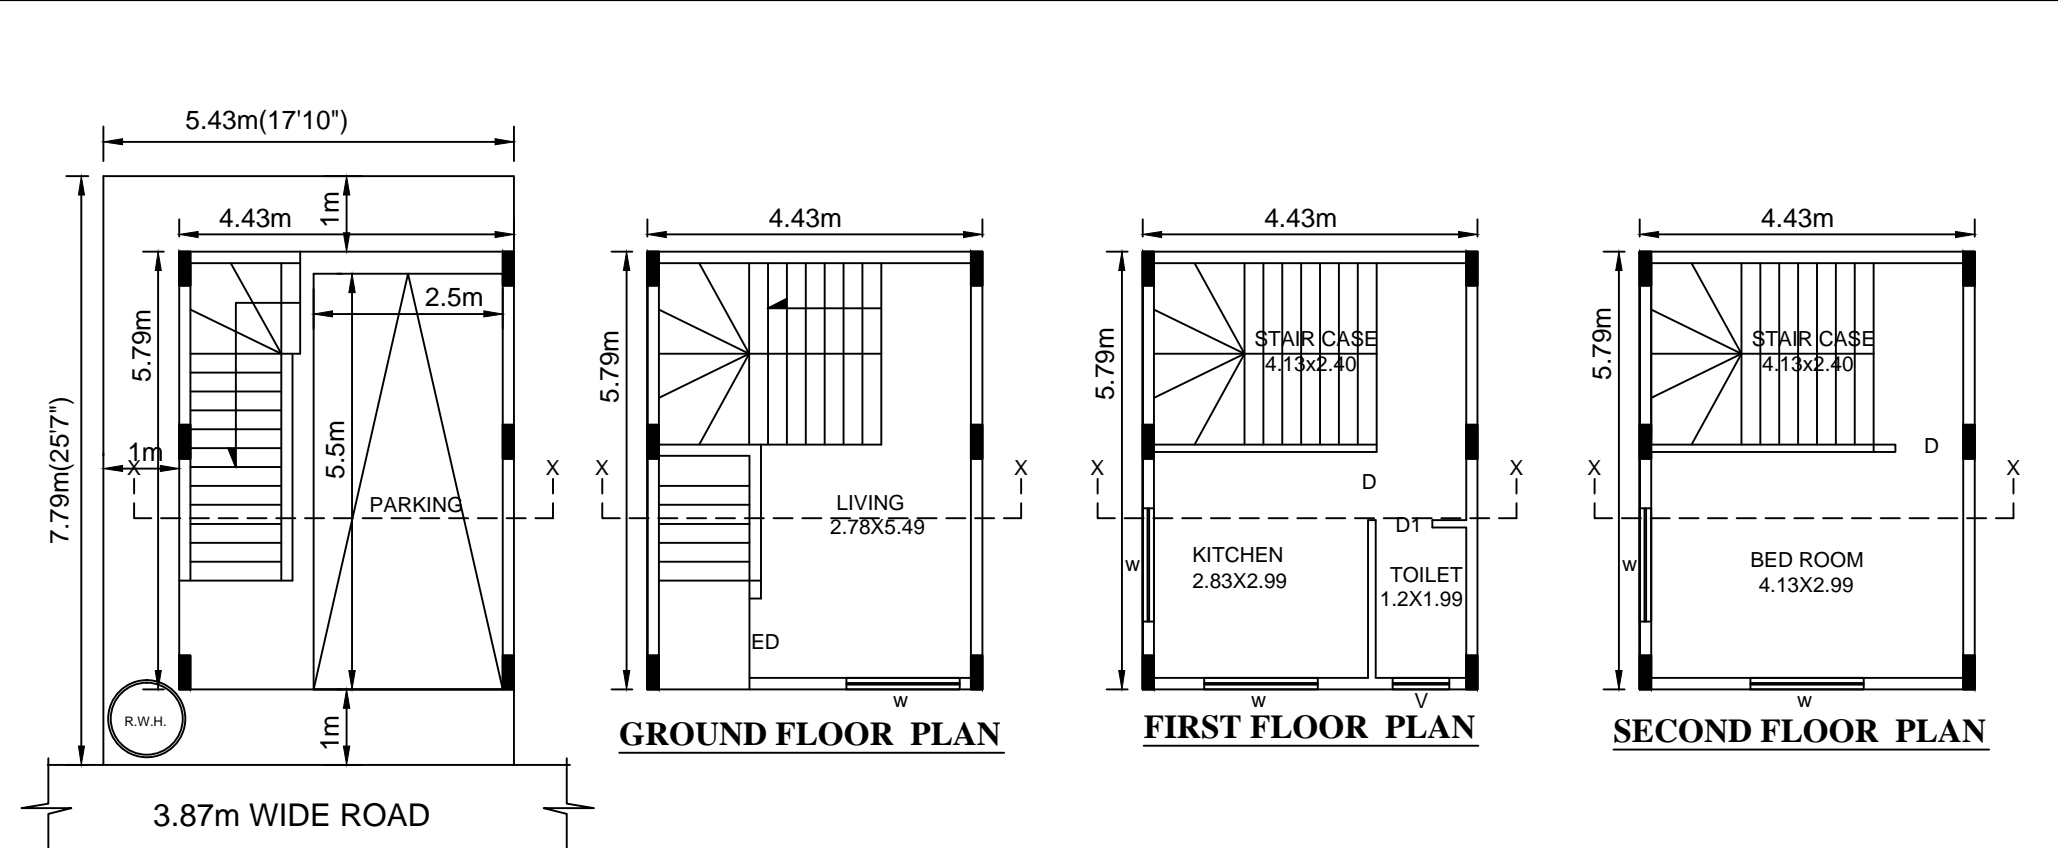 5.43m(17'10")
1m
4.43m
2.5m
5.79m
5.5m
1m
7.79m(25'7")
X
X
PARKING
R.W.H.
1m
3.87m WIDE ROAD
4.43m
5.79m
X
X
LIVING
2.78X5.49
ED
w
GROUND FLOOR PLAN
4.43m
5.79m
STAIR CASE
4.13x2.40
X
X
D
D1
KITCHEN
2.83X2.99
w
TOILET
1.2X1.99
w
V
FIRST FLOOR PLAN
4.43m
5.79m
STAIR CASE
4.13x2.40
D
X
X
BED ROOM
4.13X2.99
w
w
SECOND FLOOR PLAN